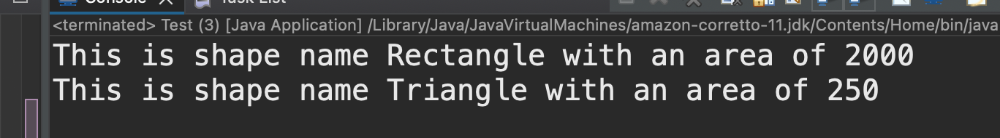 Console Task List
<terminated> Test (3) [Java Application] /Library/Java/JavaVirtualMachines/amazon-corretto-11.jdk/Contents/Home/bin/java
This is shape name Rectangle with an area of 2000
This is shape name Triangle with an area of 250